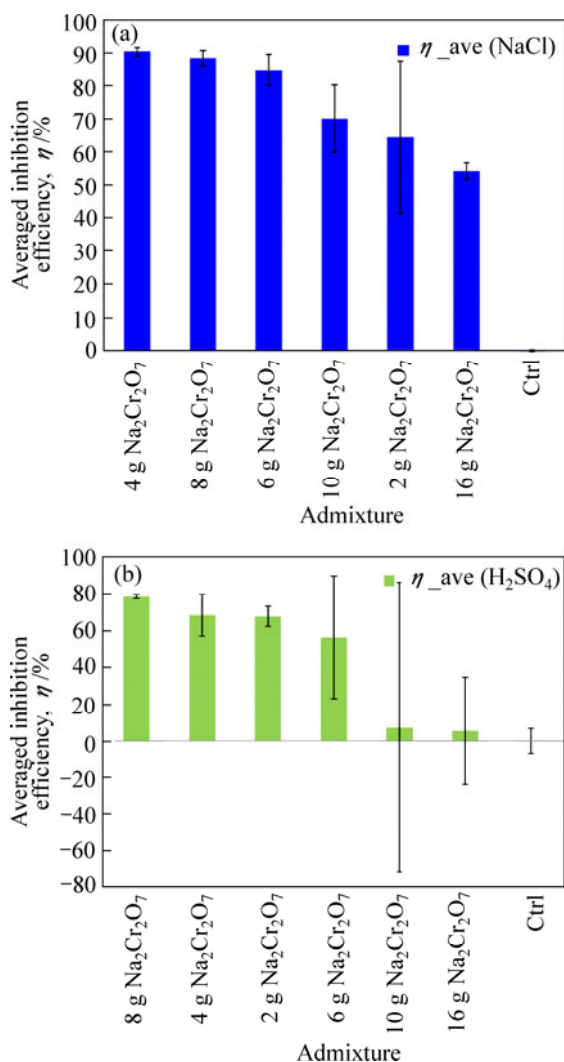 (a)
η_ave (NaCl)
Averaged inhibition
efficiency, η/%
100
90
80
70
60
50
40
30
20
10
0
4 g Na₂Cr₂O₇
8 g Na₂Cr₂O₇
6 g Na₂Cr₂O₇
10 g Na₂Cr₂O₇
2 g Na₂Cr₂O₇
16 g Na₂Cr₂O₇
Ctrl
Admixture
(b)
η_ave (H₂SO₄)
Averaged inhibition
efficiency, η/%
100
80
60
40
20
0
−20
−40
−60
−80
8 g Na₂Cr₂O₇
4 g Na₂Cr₂O₇
2 g Na₂Cr₂O₇
6 g Na₂Cr₂O₇
10 g Na₂Cr₂O₇
16 g Na₂Cr₂O₇
Ctrl
Admixture